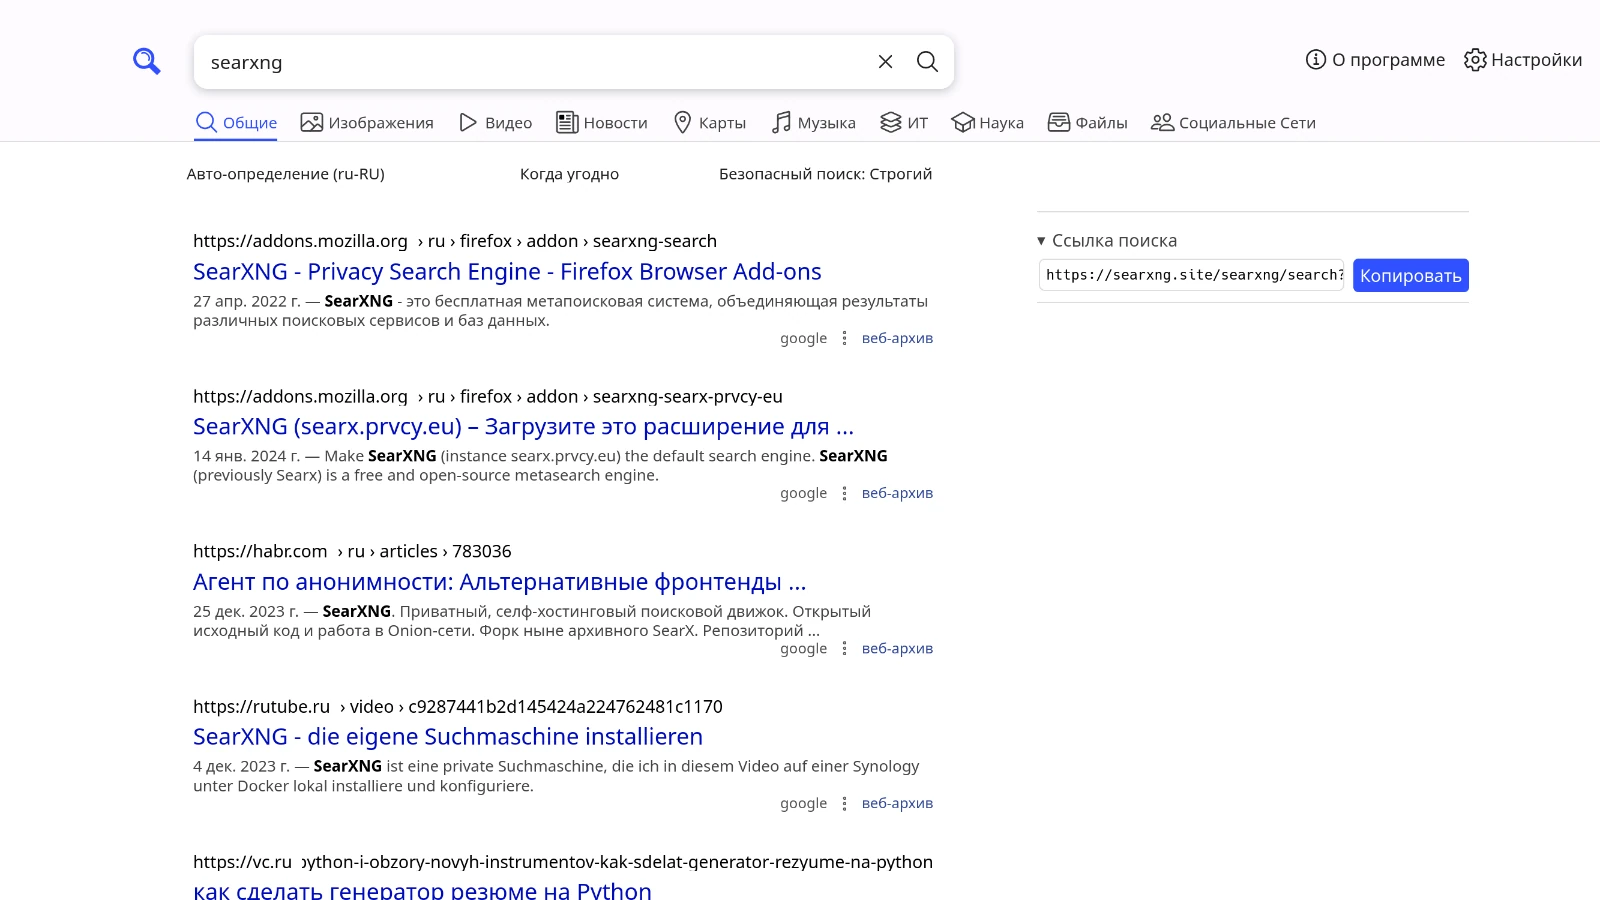 searxng
О программе
Настройки
Общие
Изображения
Видео
Новости
Карты
Музыка
ИТ
Наука
Файлы
Социальные Сети
Авто-определение (ru-RU)
Когда угодно
Безопасный поиск: Строгий
https://addons.mozilla.org › ru › firefox › addon › searxng-search
SearXNG - Privacy Search Engine - Firefox Browser Add-ons
27 апр. 2022 г. — SearXNG - это бесплатная метапоисковая система, объединяющая результаты
различных поисковых сервисов и баз данных.
google
веб-архив
https://addons.mozilla.org › ru › firefox › addon › searxng-searx-prvcy-eu
SearXNG (searx.prvcy.eu) – Загрузите это расширение для ...
14 янв. 2024 г. — Make SearXNG (instance searx.prvcy.eu) the default search engine. SearXNG
(previously Searx) is a free and open-source metasearch engine.
google
веб-архив
https://habr.com › ru › articles › 783036
Агент по анонимности: Альтернативные фронтенды ...
25 дек. 2023 г. — SearXNG. Приватный, селф-хостинговый поисковой движок. Открытый
исходный код и работа в Onion-сети. Форк ныне архивного SearX. Репозиторий ...
google
веб-архив
https://rutube.ru › video › c9287441b2d145424a224762481c1170
SearXNG - die eigene Suchmaschine installieren
4 дек. 2023 г. — SearXNG ist eine private Suchmaschine, die ich in diesem Video auf einer Synology
unter Docker lokal installiere und konfiguriere.
google
веб-архив
https://vc.ru ython-i-obzory-novyh-instrumentov-kak-sdelat-generator-rezyume-na-python
как сделать генератор резюме на Python
▼ Ссылка поиска
https://searxng.site/searxng/search?
Копировать